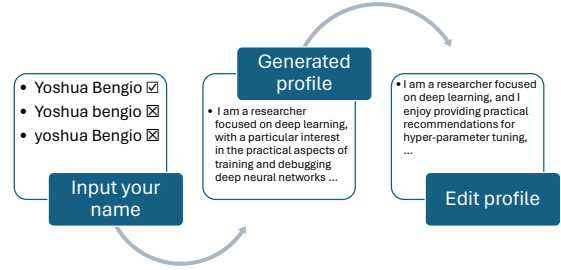 • Yoshua Bengio ☑
• Yoshua bengio ☒
• yoshua Bengio ☒
Input your
name
Generated
profile
• I am a researcher
focused on deep learning,
with a particular interest
in the practical aspects of
training and debugging
deep neural networks ...
• I am a researcher focused
on deep learning, and I
enjoy providing practical
recommendations for
hyper-parameter tuning,
...
Edit profile